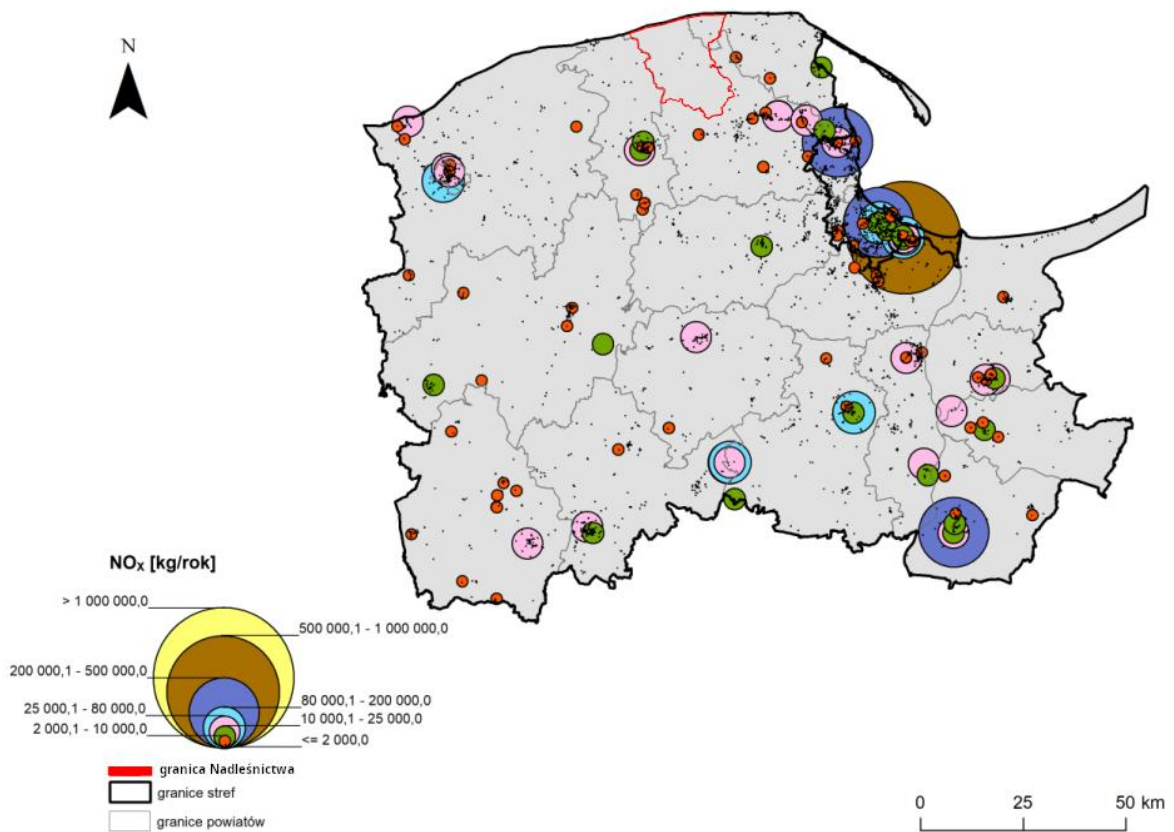 N
NOx [kg/rok]
> 1 000 000,0
500 000,1 - 1 000 000,0
200 000,1 - 500 000,0
80 000,1 - 200 000,0
25 000,1 - 80 000,0
10 000,1 - 25 000,0
2 000,1 - 10 000,0
<= 2 000,0
granica Nadleśnictwa
granice stref
granice powiatów
0 25 50 km